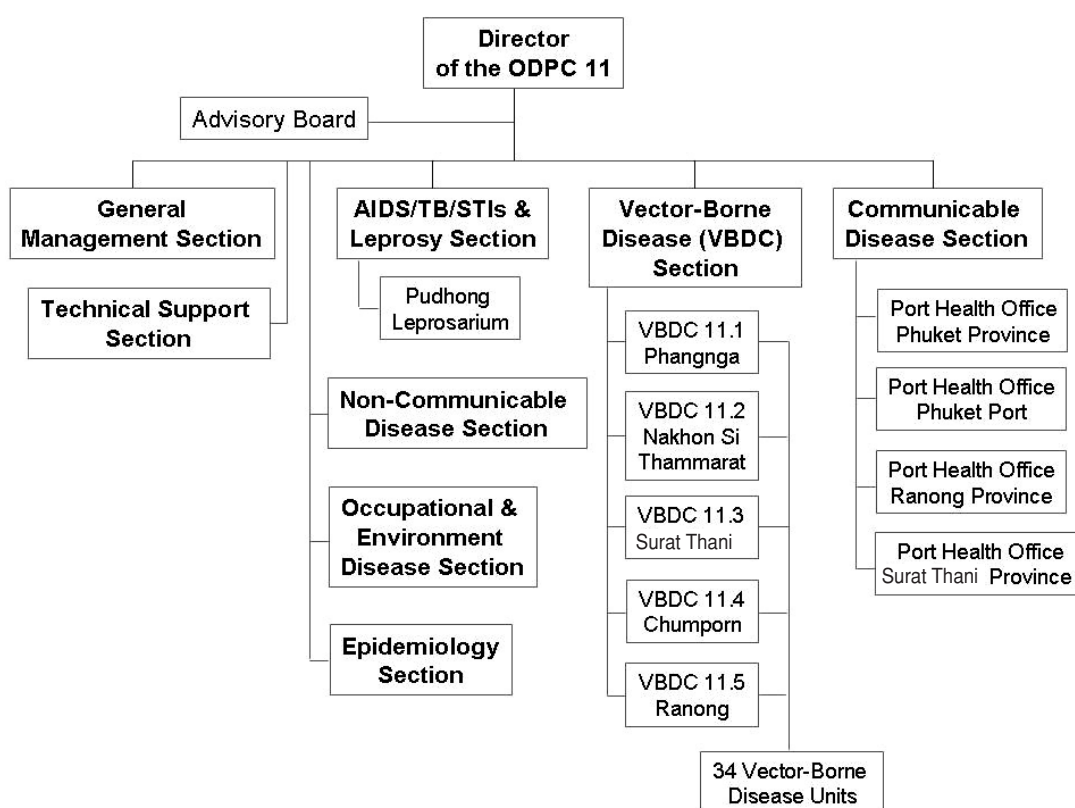 Director
of the ODPC 11
Advisory Board
General
Management Section
Technical Support
Section
AIDS/TB/STIs &
Leprosy Section
Pudhong
Leprosarium
Non-Communicable
Disease Section
Occupational &
Environment
Disease Section
Epidemiology
Section
Vector-Borne
Disease (VBDC)
Section
VBDC 11.1
Phangnga
VBDC 11.2
Nakhon Si
Thammarat
VBDC 11.3
Surat Thani
VBDC 11.4
Chumporn
VBDC 11.5
Ranong
34 Vector-Borne
Disease Units
Communicable
Disease Section
Port Health Office
Phuket Province
Port Health Office
Phuket Port
Port Health Office
Ranong Province
Port Health Office
Surat Thani Province